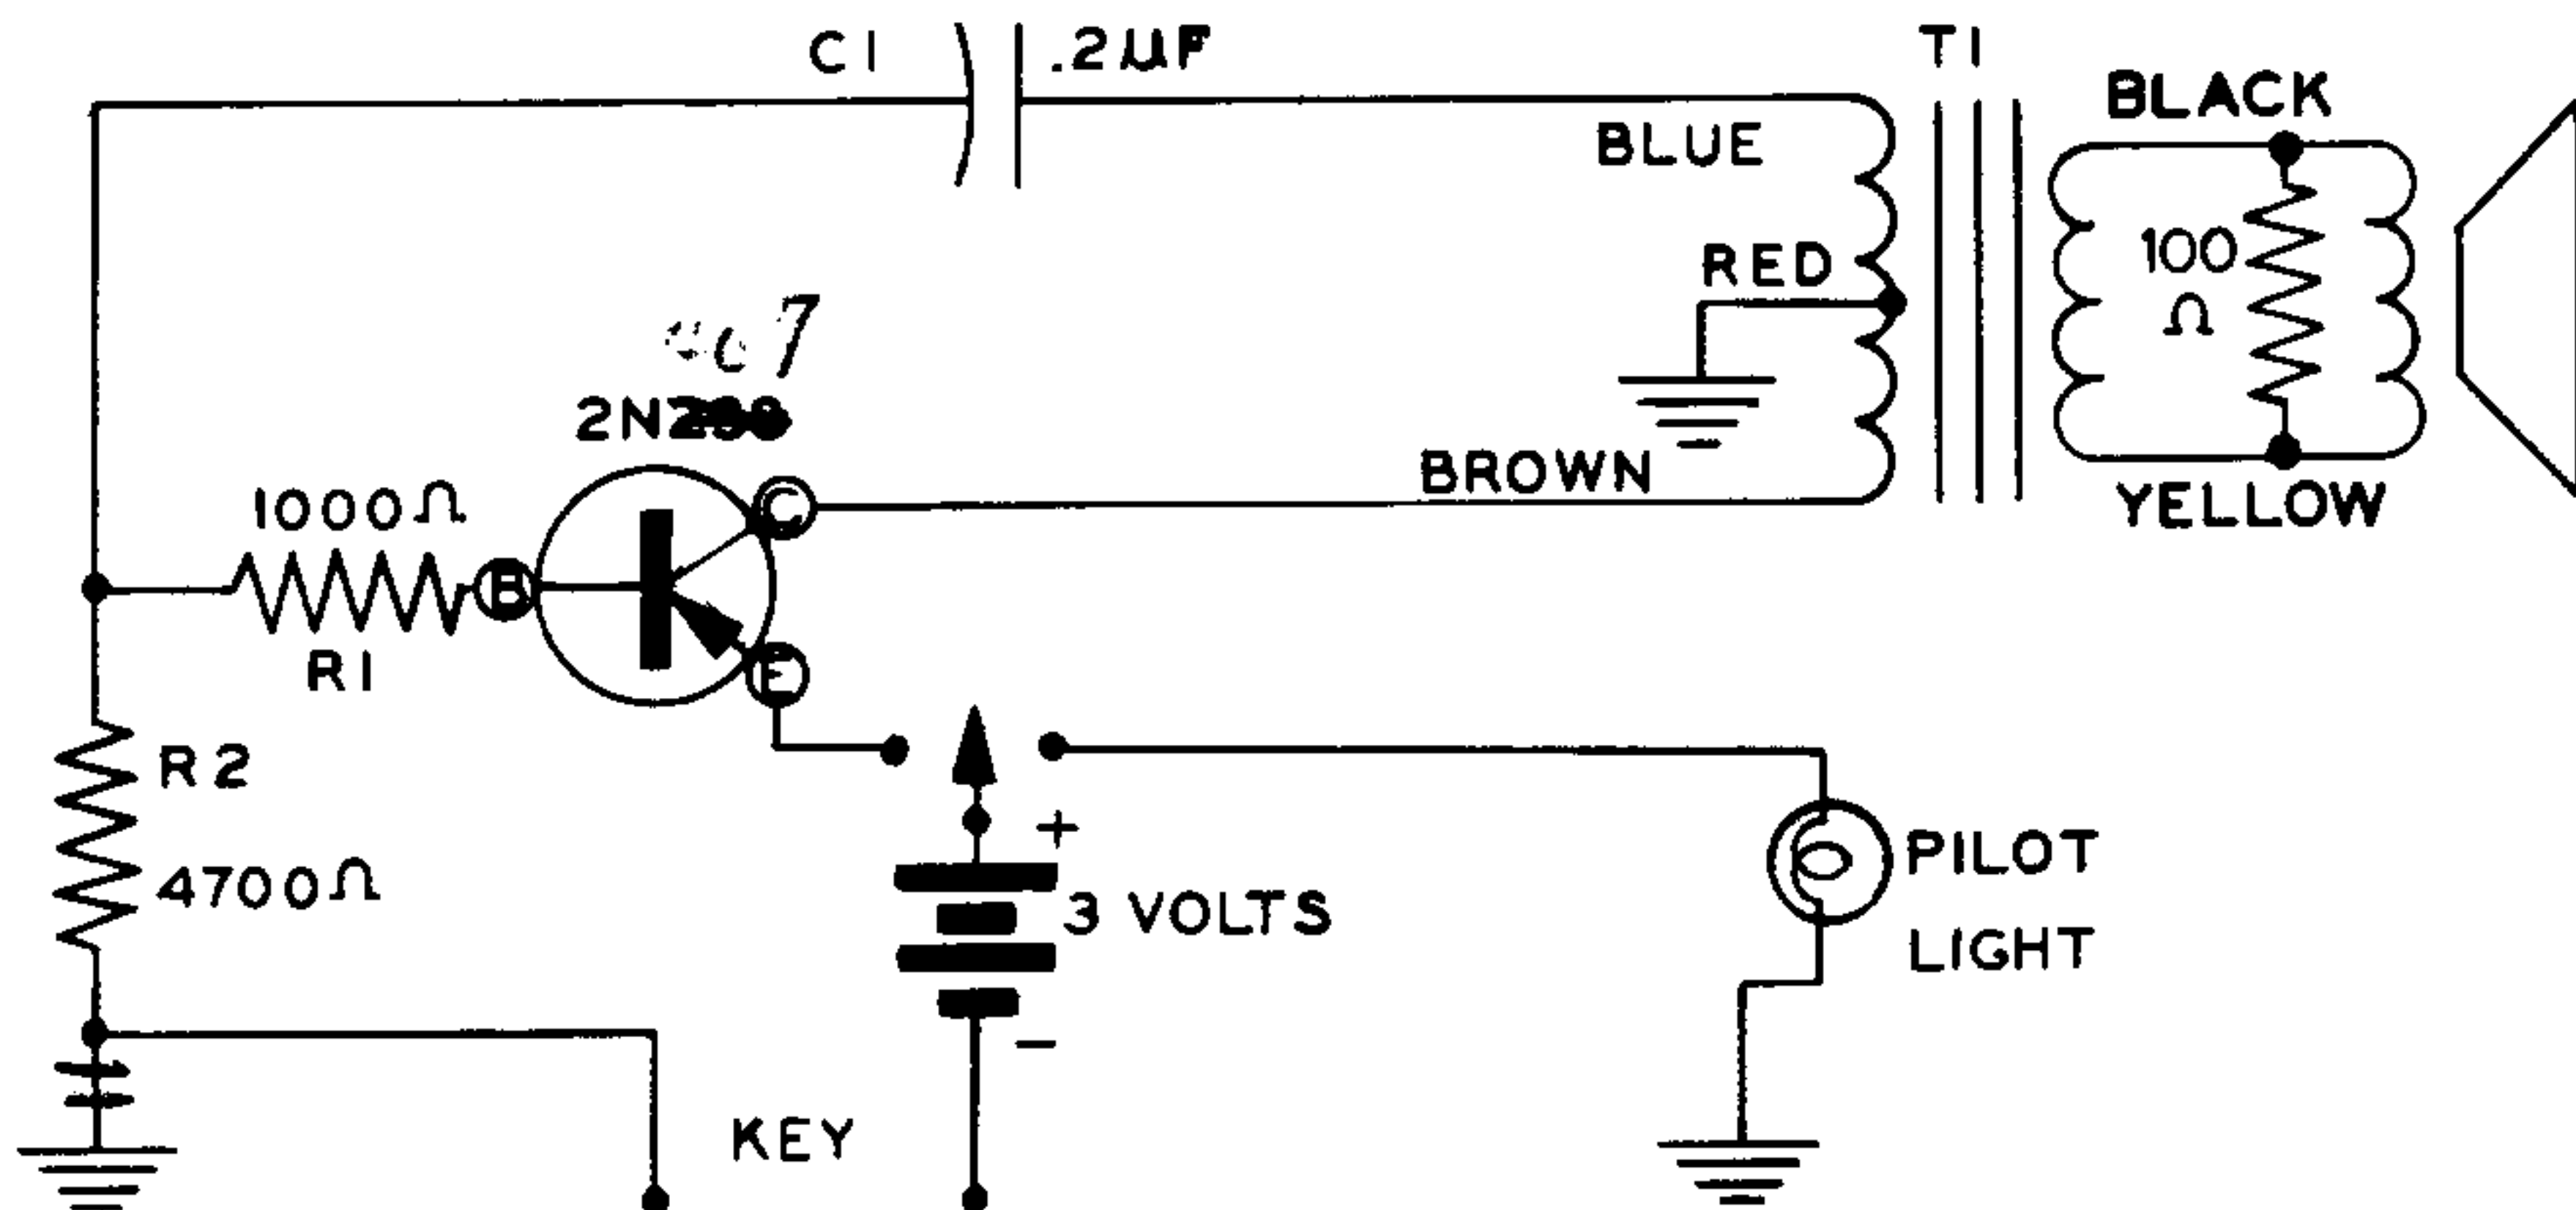 C1
.2µF
T1
BLACK
BLUE
RED
100
Ω
7
2N
BROWN
YELLOW
1000Ω
C
B
R1
E
R2
+
4700Ω
3 VOLTS
PILOT
LIGHT
−
KEY